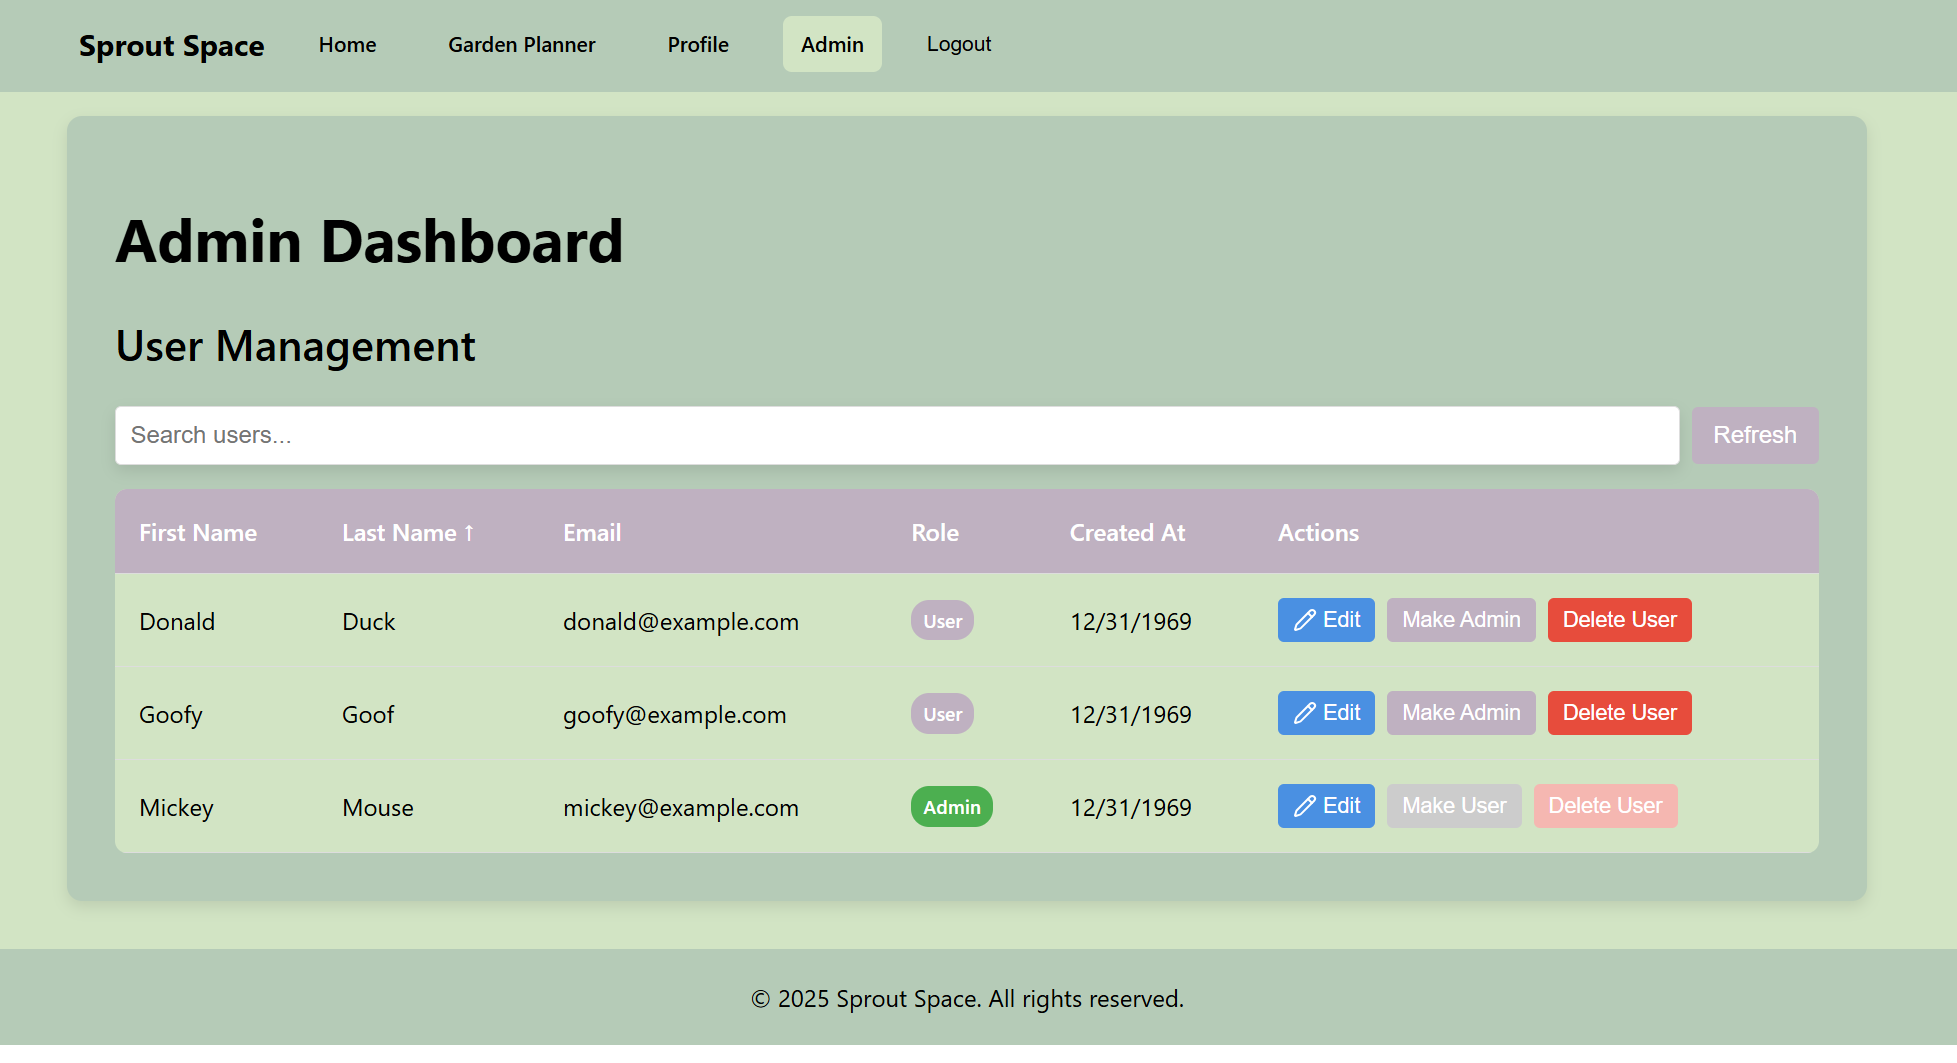 Sprout Space Home Garden Planner Profile Admin Logout
Admin Dashboard
User Management
Search users... Refresh
First Name Last Name ↑ Email Role Created At Actions
Donald Duck donald@example.com User 12/31/1969 Edit Make Admin Delete User
Goofy Goof goofy@example.com User 12/31/1969 Edit Make Admin Delete User
Mickey Mouse mickey@example.com Admin 12/31/1969 Edit Make User Delete User
© 2025 Sprout Space. All rights reserved.